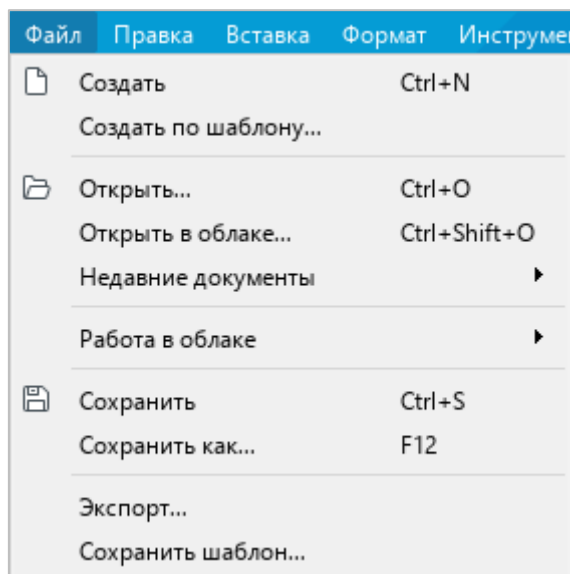 Файл Правка Вставка Формат Инструме
Создать Ctrl+N
Создать по шаблону...
Открыть... Ctrl+O
Открыть в облаке... Ctrl+Shift+O
Недавние документы
Работа в облаке
Сохранить Ctrl+S
Сохранить как... F12
Экспорт...
Сохранить шаблон...